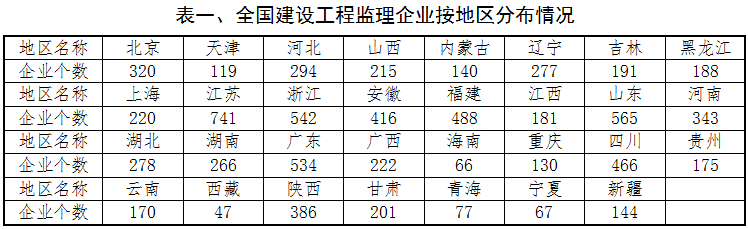 表一、全国建设工程监理企业按地区分布情况
地区名称 北京 天津 河北 山西 内蒙古 辽宁 吉林 黑龙江
企业个数 320 119 294 215 140 277 191 188
地区名称 上海 江苏 浙江 安徽 福建 江西 山东 河南
企业个数 220 741 542 416 488 181 565 343
地区名称 湖北 湖南 广东 广西 海南 重庆 四川 贵州
企业个数 278 266 534 222 66 130 466 175
地区名称 云南 西藏 陕西 甘肃 青海 宁夏 新疆
企业个数 170 47 386 201 77 67 144